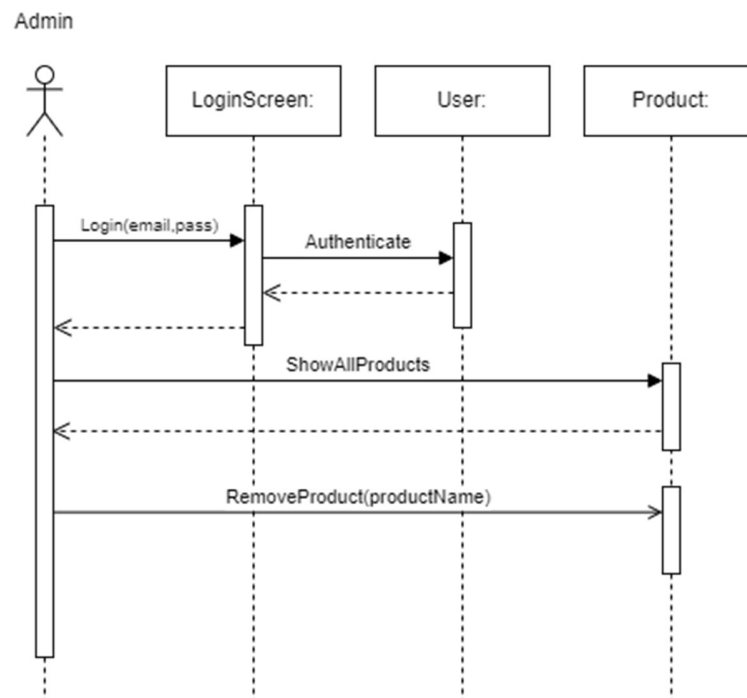 Admin
LoginScreen:
User:
Product:
Login(email,pass)
Authenticate
ShowAllProducts
RemoveProduct(productName)